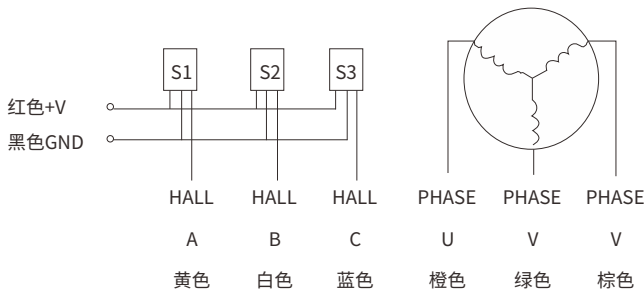 S1 S2 S3
红色+V
黑色GND
HALL HALL HALL PHASE PHASE PHASE
A B C U V V
黄色 白色 蓝色 橙色 绿色 棕色